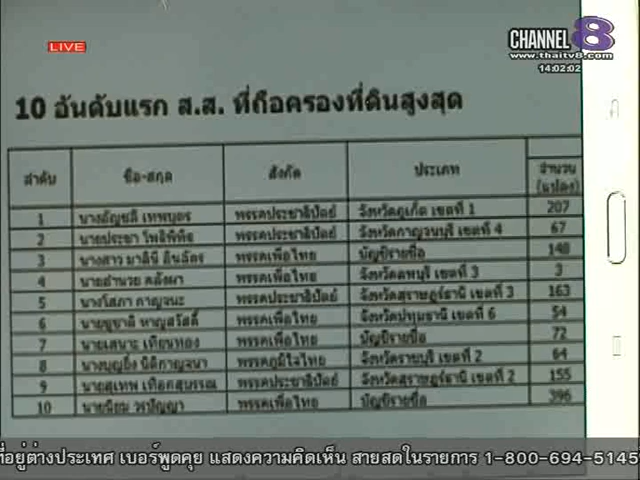 LIVE
CHANNEL 8
www.thaitv8.com
14:02:02
10 อันดับแรก ส.ส. ที่ถือครองที่ดินสูงสุด
ลำดับ ชื่อ-สกุล สังกัด ประเภท จำนวน (แปลง)
1 นางอัญชลี เทพบุตร พรรคประชาธิปัตย์ จังหวัดภูเก็ต เขตที่ 1 207
2 นายประชา โพธิพิพิธ พรรคประชาธิปัตย์ จังหวัดกาญจนบุรี เขตที่ 4 67
3 นางสาว มาลินี อินฉัตร พรรคเพื่อไทย บัญชีรายชื่อ 148
4 นายอำนวย คลังผา พรรคเพื่อไทย จังหวัดลพบุรี เขตที่ 3 3
5 นางโสภา กาญจนะ พรรคประชาธิปัตย์ จังหวัดสุราษฎร์ธานี เขตที่ 3 163
6 นายชูชาติ หาญสวัสดิ์ พรรคเพื่อไทย จังหวัดปทุมธานี เขตที่ 6 54
7 นายเสนาะ เทียนทอง พรรคเพื่อไทย บัญชีรายชื่อ 72
8 นางบุญยิ่ง นิติกาญจนา พรรคภูมิใจไทย จังหวัดราชบุรี เขตที่ 2 64
9 นายสุเทพ เทือกสุบรรณ พรรคประชาธิปัตย์ จังหวัดสุราษฎร์ธานี เขตที่ 2 155
10 นายนิยม วรปัญญา พรรคเพื่อไทย บัญชีรายชื่อ 396
ที่อยู่ต่างประเทศ เบอร์พูดคุย แสดงความคิดเห็น สายสดในรายการ 1-800-694-5145